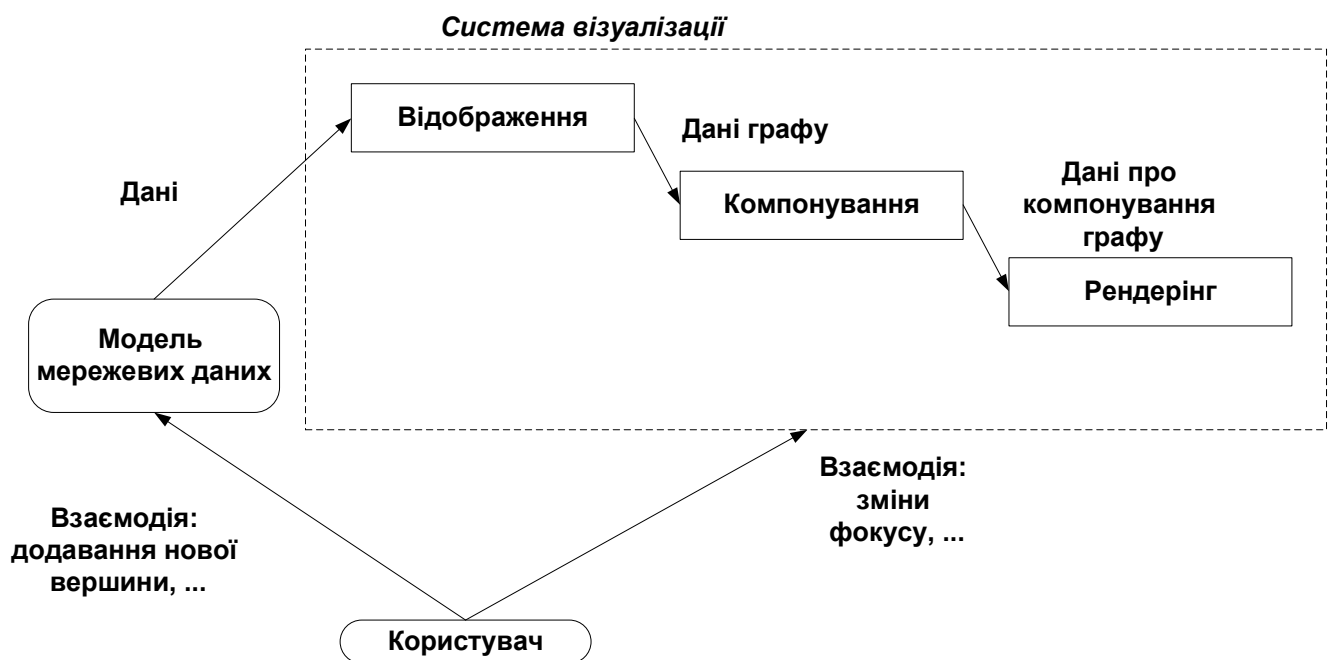 Система візуалізації
Відображення
Дані графу
Дані
Компонування
Дані про
компонування
графу
Рендерінг
Модель
мережевих даних
Взаємодія:
зміни
фокусу, ...
Взаємодія:
додавання нової
вершини, ...
Користувач